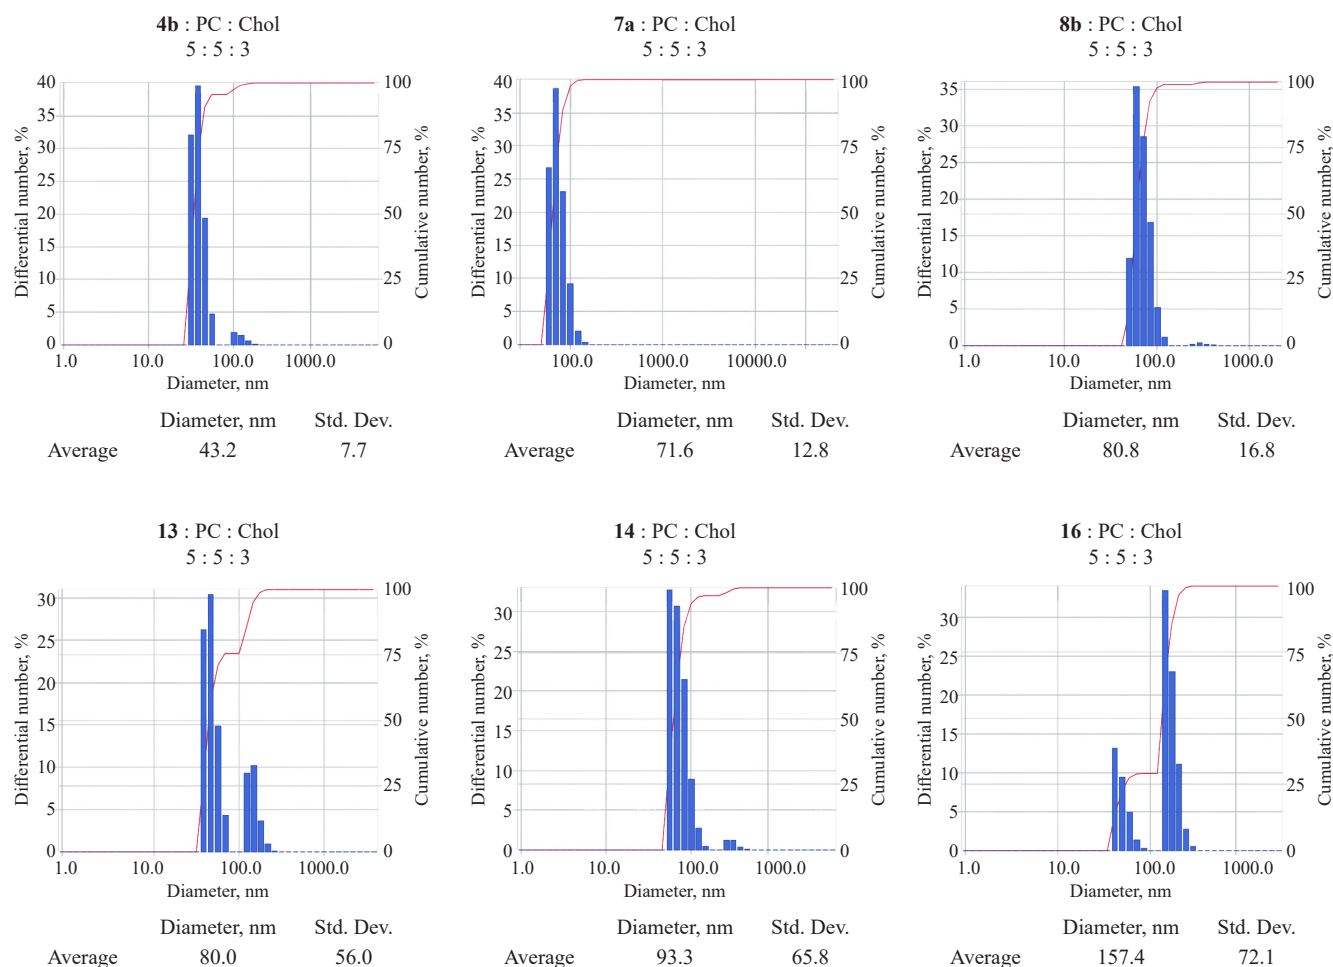 4b : PC : Chol
5 : 5 : 3
Differential number, %
40
35
30
25
20
15
10
5
0
100
75
50
25
0
Cumulative number, %
1.0 10.0 100.0 1000.0
Diameter, nm
Diameter, nm Std. Dev.
Average 43.2 7.7
7a : PC : Chol
5 : 5 : 3
Differential number, %
40
35
30
25
20
15
10
5
0
100
75
50
25
0
Cumulative number, %
100.0 1000.0 10000.0
Diameter, nm
Diameter, nm Std. Dev.
Average 71.6 12.8
8b : PC : Chol
5 : 5 : 3
Differential number, %
35
30
25
20
15
10
5
0
100
75
50
25
0
Cumulative number, %
1.0 10.0 100.0 1000.0
Diameter, nm
Diameter, nm Std. Dev.
Average 80.8 16.8
13 : PC : Chol
5 : 5 : 3
Differential number, %
30
25
20
15
10
5
0
100
75
50
25
0
Cumulative number, %
1.0 10.0 100.0 1000.0
Diameter, nm
Diameter, nm Std. Dev.
Average 80.0 56.0
14 : PC : Chol
5 : 5 : 3
Differential number, %
30
25
20
15
10
5
0
100
75
50
25
0
Cumulative number, %
1.0 10.0 100.0 1000.0
Diameter, nm
Diameter, nm Std. Dev.
Average 93.3 65.8
16 : PC : Chol
5 : 5 : 3
Differential number, %
30
25
20
15
10
5
0
100
75
50
25
0
Cumulative number, %
1.0 10.0 100.0 1000.0
Diameter, nm
Diameter, nm Std. Dev.
Average 157.4 72.1